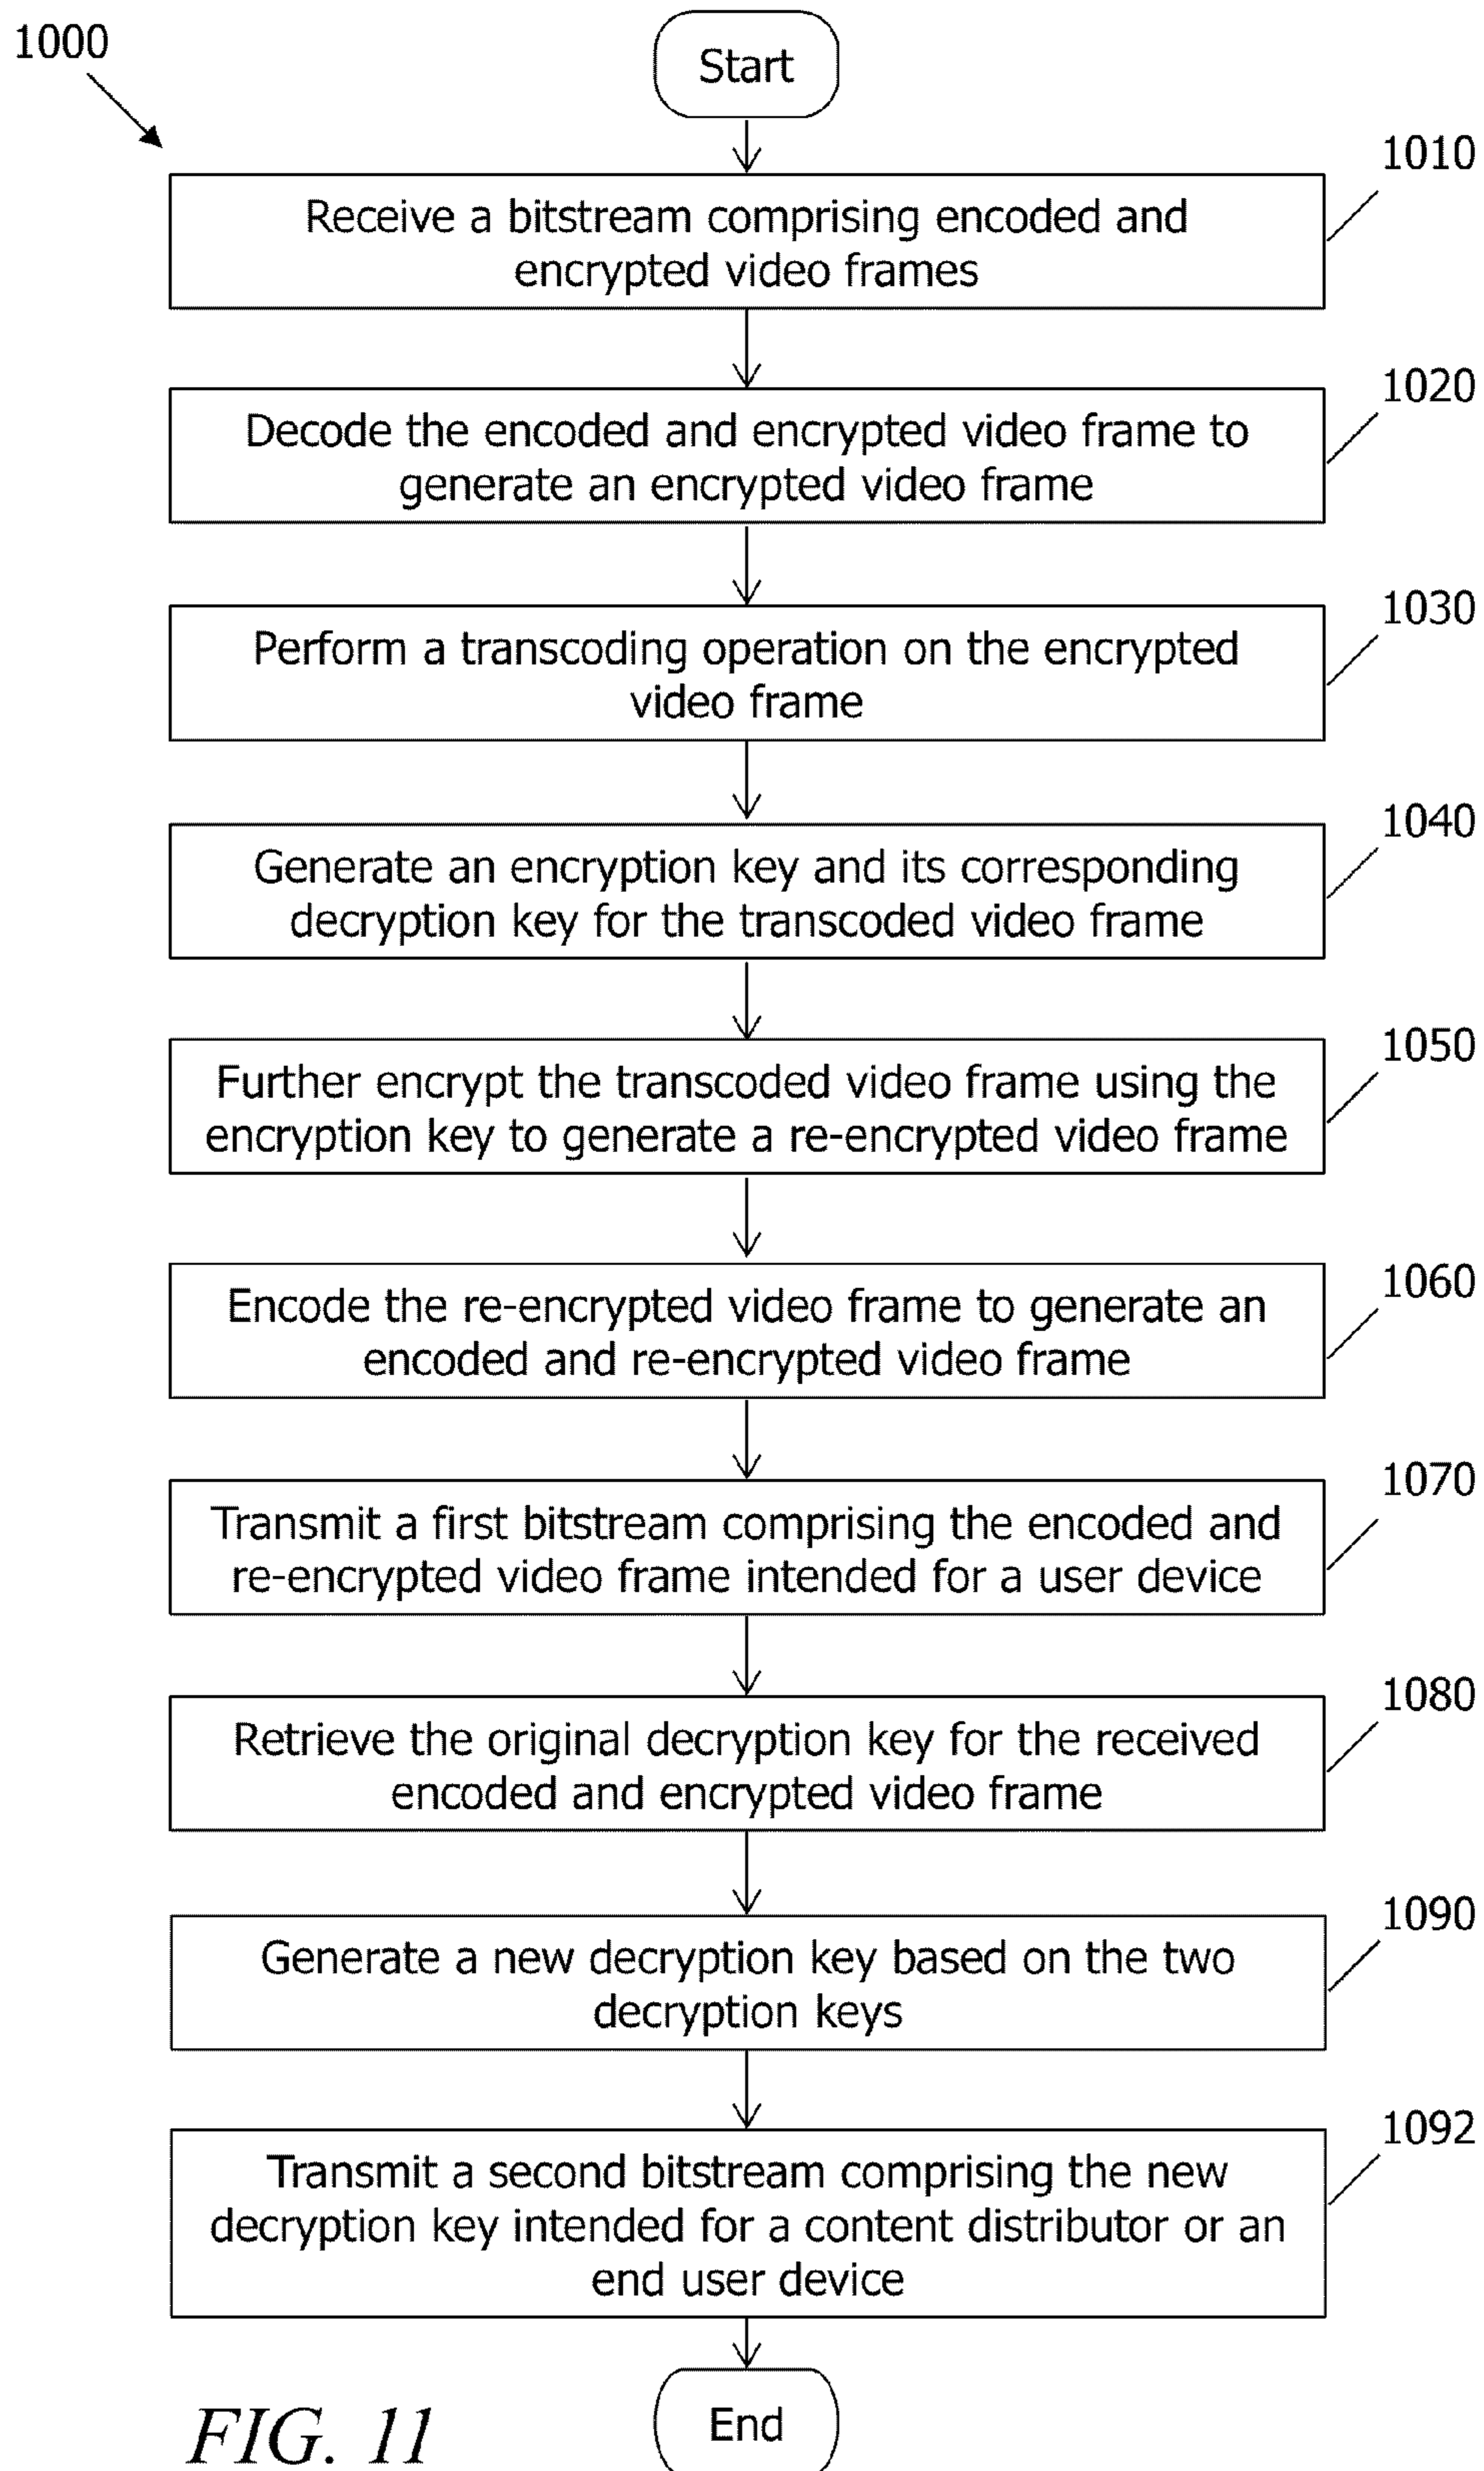 1000
Start
1010
Receive a bitstream comprising encoded and
encrypted video frames
1020
Decode the encoded and encrypted video frame to
generate an encrypted video frame
1030
Perform a transcoding operation on the encrypted
video frame
1040
Generate an encryption key and its corresponding
decryption key for the transcoded video frame
1050
Further encrypt the transcoded video frame using the
encryption key to generate a re-encrypted video frame
1060
Encode the re-encrypted video frame to generate an
encoded and re-encrypted video frame
1070
Transmit a first bitstream comprising the encoded and
re-encrypted video frame intended for a user device
1080
Retrieve the original decryption key for the received
encoded and encrypted video frame
1090
Generate a new decryption key based on the two
decryption keys
1092
Transmit a second bitstream comprising the new
decryption key intended for a content distributor or an
end user device
End
FIG. 11